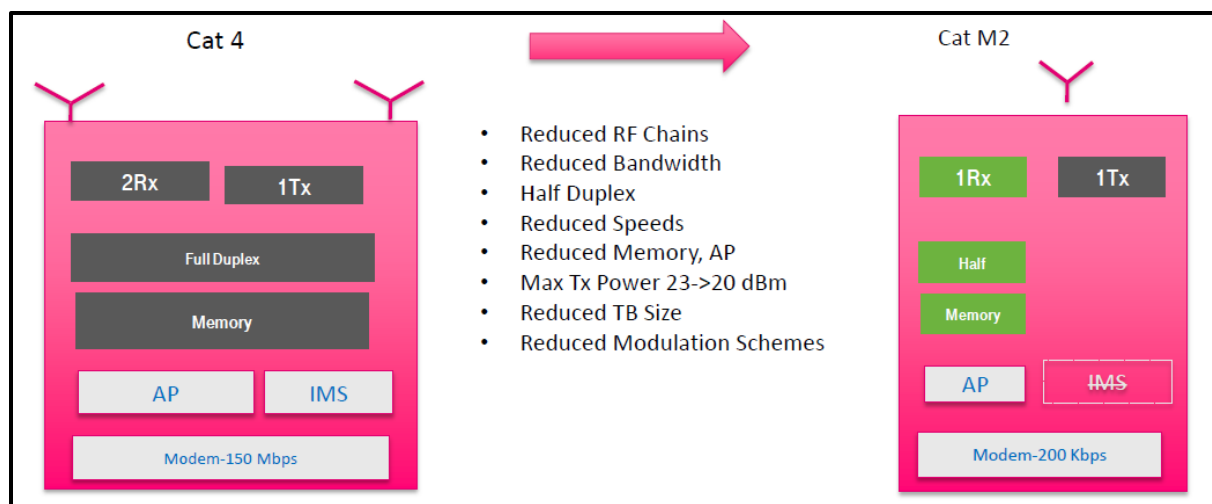 Cat 4
Cat M2
2Rx
1Tx
Full Duplex
Memory
AP
IMS
Modem-150 Mbps
• Reduced RF Chains
• Reduced Bandwidth
• Half Duplex
• Reduced Speeds
• Reduced Memory, AP
• Max Tx Power 23->20 dBm
• Reduced TB Size
• Reduced Modulation Schemes
1Rx
1Tx
Half
Memory
AP
IMS
Modem-200 Kbps